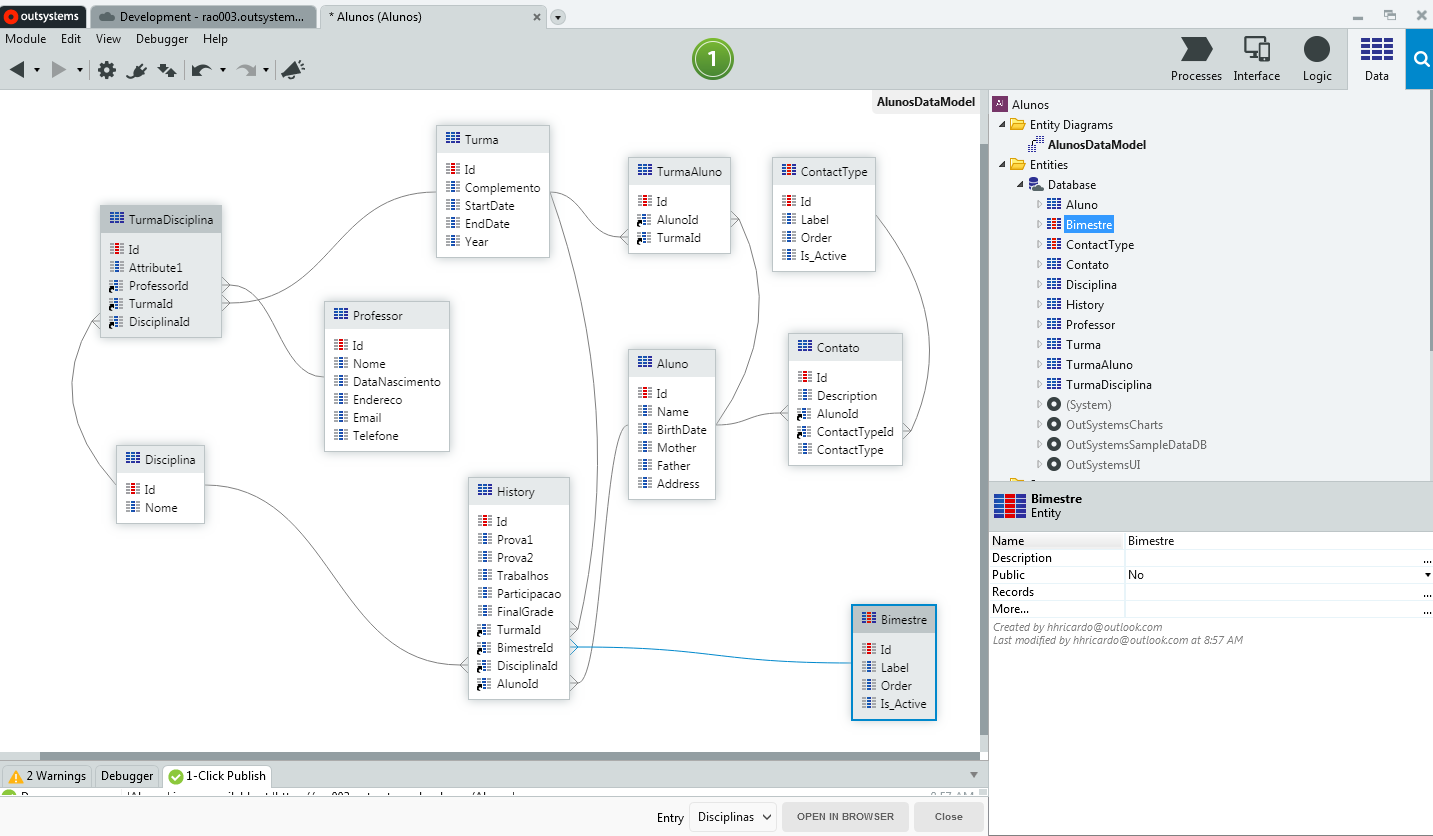 outsystems
Development - rao003.outsystem...
* Alunos (Alunos)
Module Edit View Debugger Help
1
Processes Interface Logic Data
AlunosDataModel
Turma
Id
Complemento
StartDate
EndDate
Year
TurmaAluno
Id
AlunoId
TurmaId
ContactType
Id
Label
Order
Is_Active
TurmaDisciplina
Id
Attribute1
ProfessorId
TurmaId
DisciplinaId
Professor
Id
Nome
DataNascimento
Endereco
Email
Telefone
Aluno
Id
Name
BirthDate
Mother
Father
Address
Contato
Id
Description
AlunoId
ContactTypeId
ContactType
Disciplina
Id
Nome
History
Id
Prova1
Prova2
Trabalhos
Participacao
FinalGrade
TurmaId
BimestreId
DisciplinaId
AlunoId
Bimestre
Id
Label
Order
Is_Active
Alunos
Entity Diagrams
AlunosDataModel
Entities
Database
Aluno
Bimestre
ContactType
Contato
Disciplina
History
Professor
Turma
TurmaAluno
TurmaDisciplina
(System)
OutSystemsCharts
OutSystemsSampleDataDB
OutSystemsUI
Bimestre
Entity
Name Bimestre
Description ...
Public No
Records ...
More... ...
Created by hhricardo@outlook.com
Last modified by hhricardo@outlook.com at 8:57 AM
2 Warnings Debugger 1-Click Publish
8:57 AM
Entry Disciplinas OPEN IN BROWSER Close